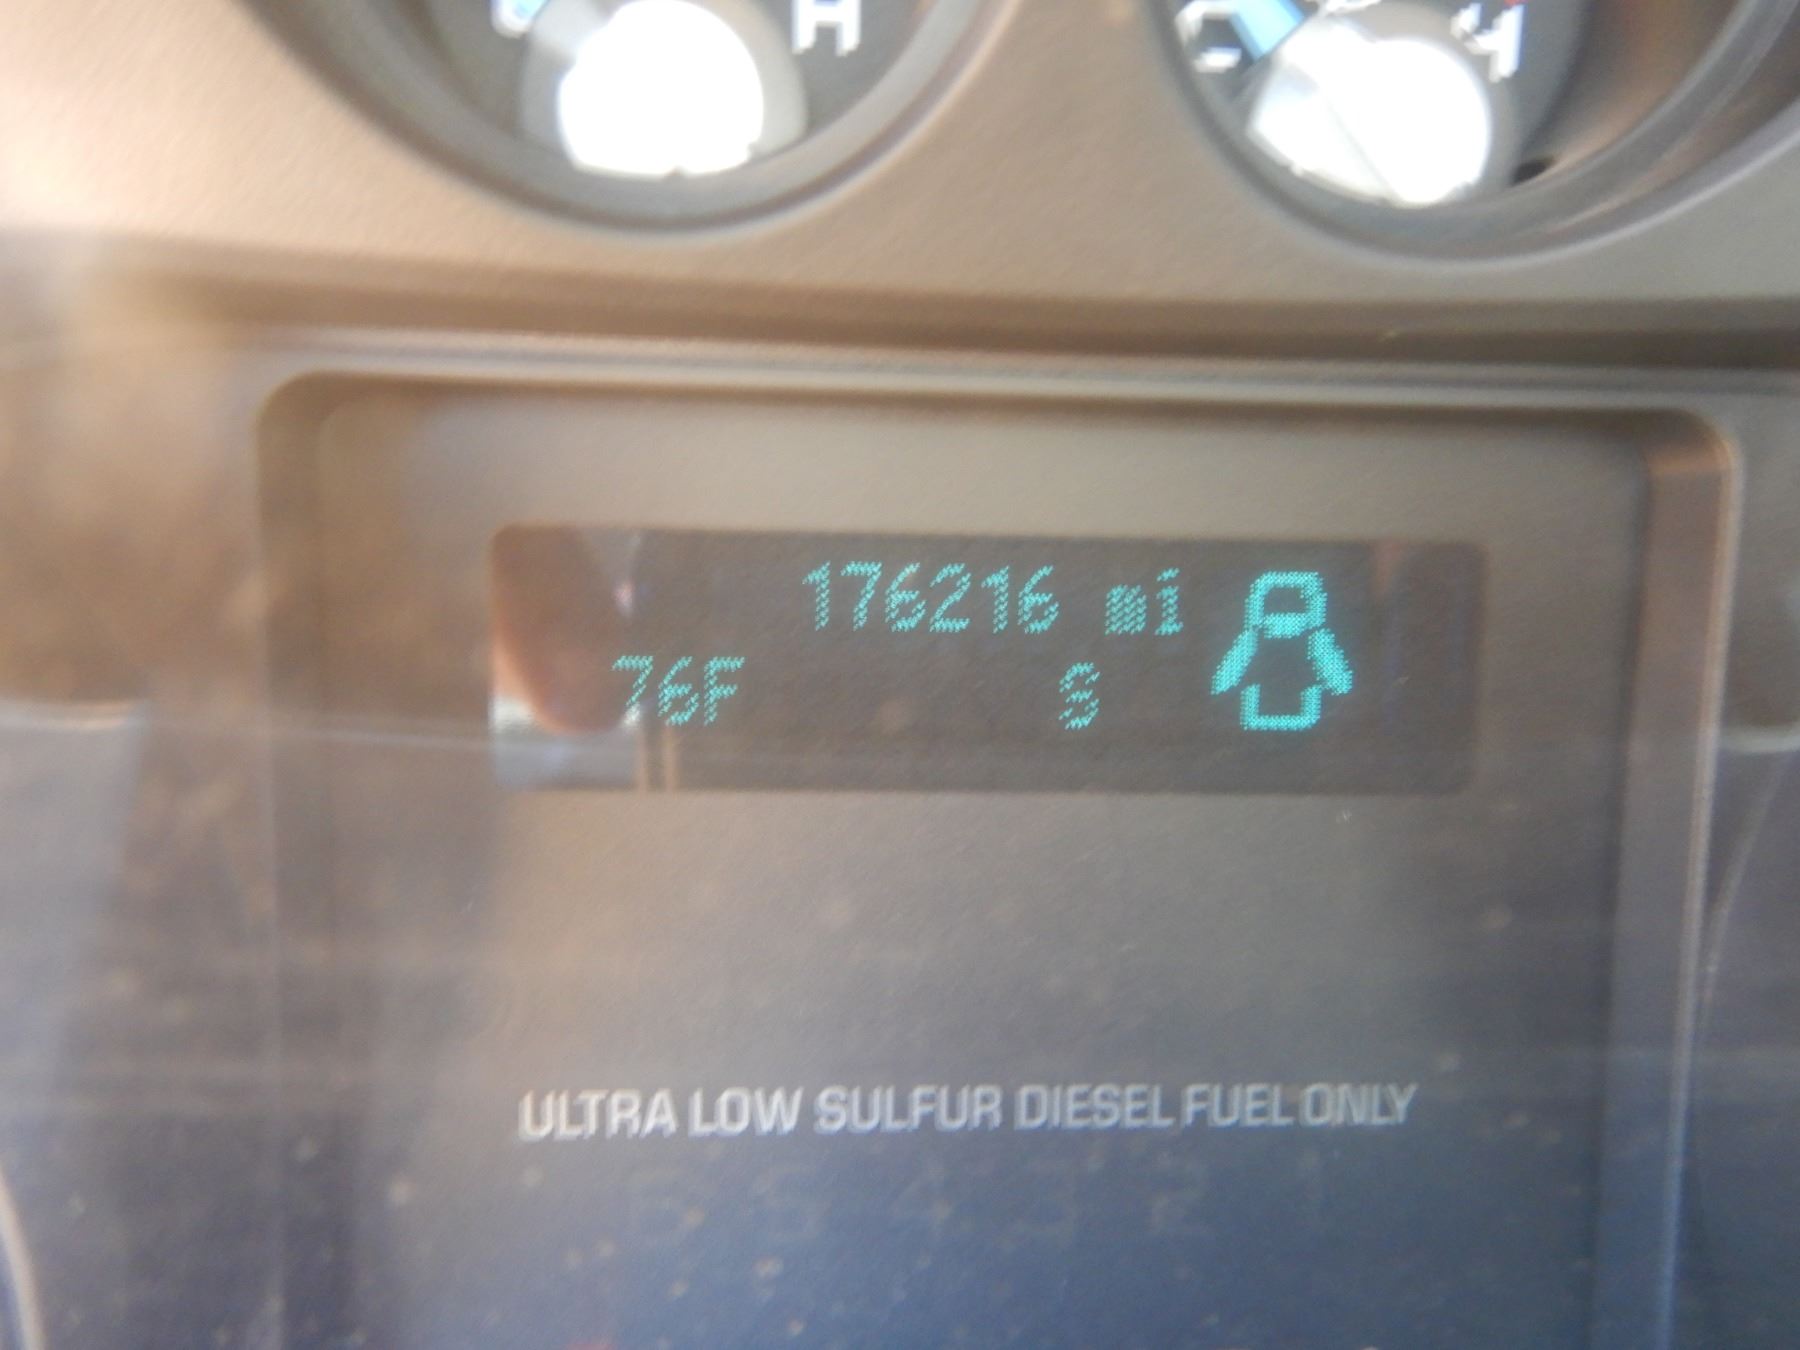 C H C H
176216 mi
76F S
ULTRA LOW SULFUR DIESEL FUEL ONLY